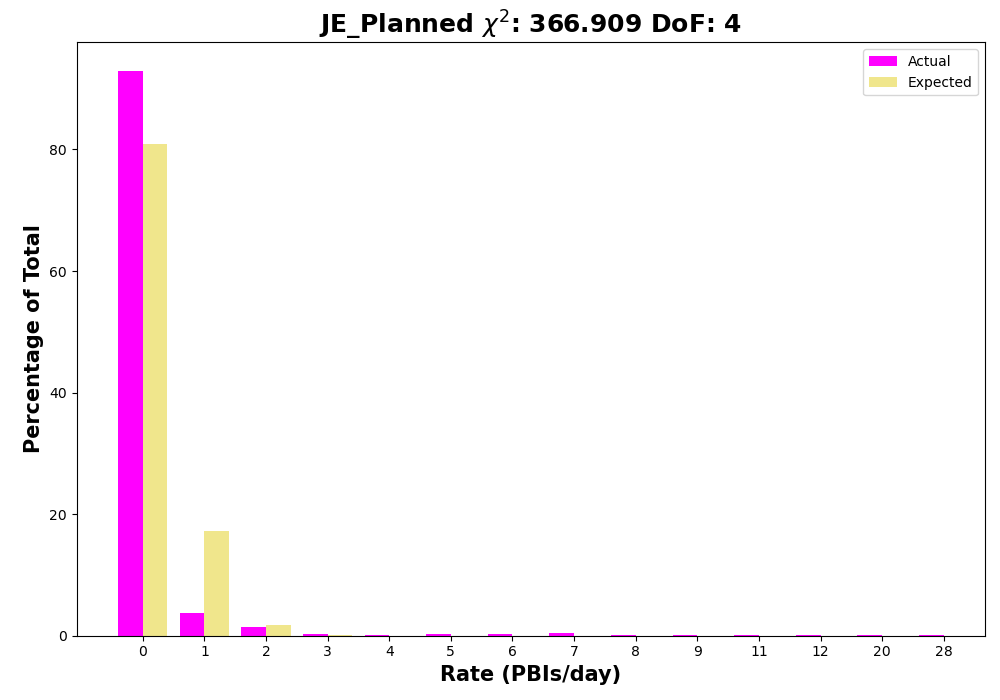 JE_Planned χ²: 366.909 DoF: 4
Actual
Expected
Percentage of Total
80
60
40
20
0
0 1 2 3 4 5 6 7 8 9 11 12 20 28
Rate (PBIs/day)